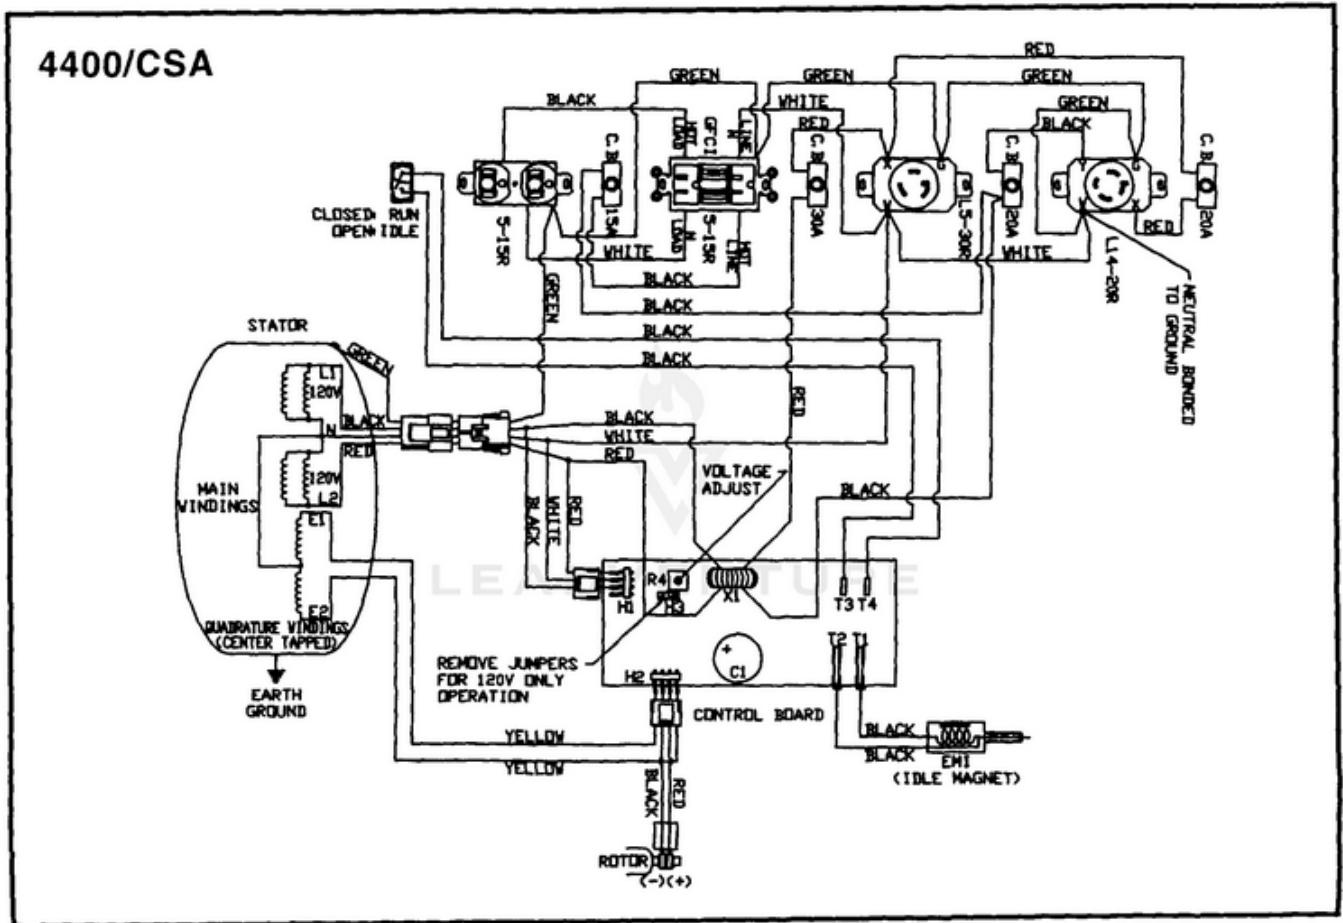 4400/CSA
RED
GREEN
GREEN
GREEN
BLACK
WHITE
RED
BLACK
HOT
LOAD
GFCI
LINE
N
C.B.
15A
C.B.
30A
C.B.
20A
C.B.
20A
CLOSED: RUN
OPEN: IDLE
5-15R
LOAD
N
5-15R
HOT
LINE
L5-30R
L14-20R
RED
WHITE
WHITE
BLACK
BLACK
BLACK
BLACK
GREEN
NEUTRAL BONDED
TO GROUND
STATOR
GREEN
L1
120V
BLACK
N
RED
120V
L2
MAIN
WINDINGS
E1
E2
QUADRATURE WINDINGS
(CENTER TAPPED)
EARTH
GROUND
BLACK
WHITE
RED
BLACK
WHITE
RED
RED
VOLTAGE
ADJUST
BLACK
LEA
TURE
H1
R4
H3
X1
T3 T4
T2 T1
C1
+
REMOVE JUMPERS
FOR 120V ONLY
OPERATION
H2
CONTROL BOARD
YELLOW
YELLOW
BLACK
RED
BLACK
BLACK
EM1
(IDLE MAGNET)
ROTOR
(-)(+)